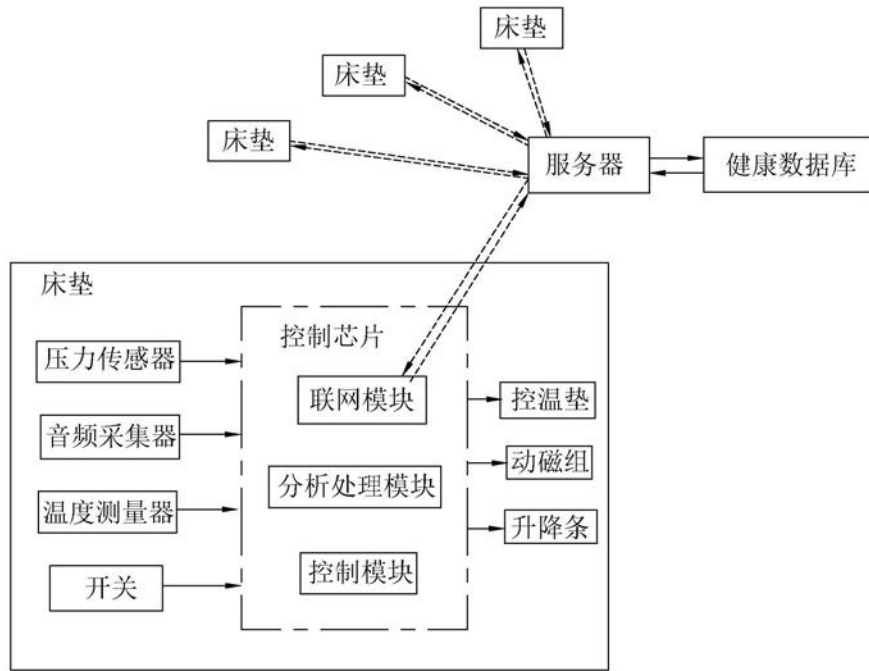 床垫
床垫
床垫
服务器
健康数据库
床垫
控制芯片
压力传感器
联网模块
控温垫
音频采集器
动磁组
分析处理模块
温度测量器
升降条
开关
控制模块